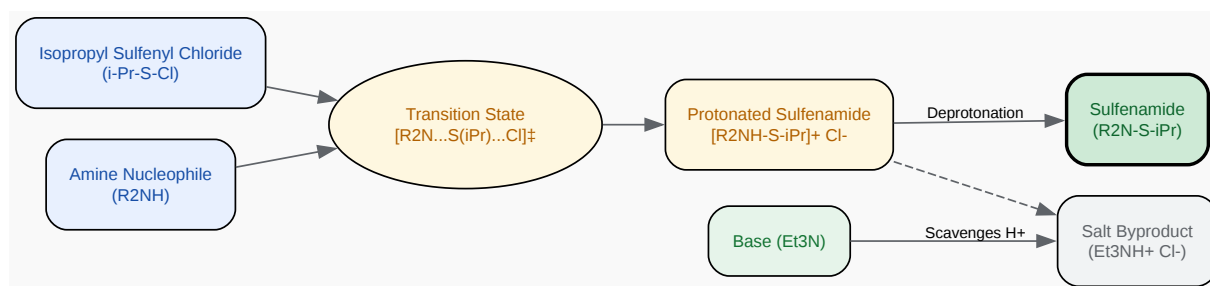 Isopropyl Sulfenyl Chloride
(i-Pr-S-Cl)
Amine Nucleophile
(R2NH)
Transition State
[R2N...S(iPr)...Cl]‡
Protonated Sulfenamide
[R2NH-S-iPr]+ Cl-
Deprotonation
Sulfenamide
(R2N-S-iPr)
Base (Et3N)
Scavenges H+
Salt Byproduct
(Et3NH+ Cl-)